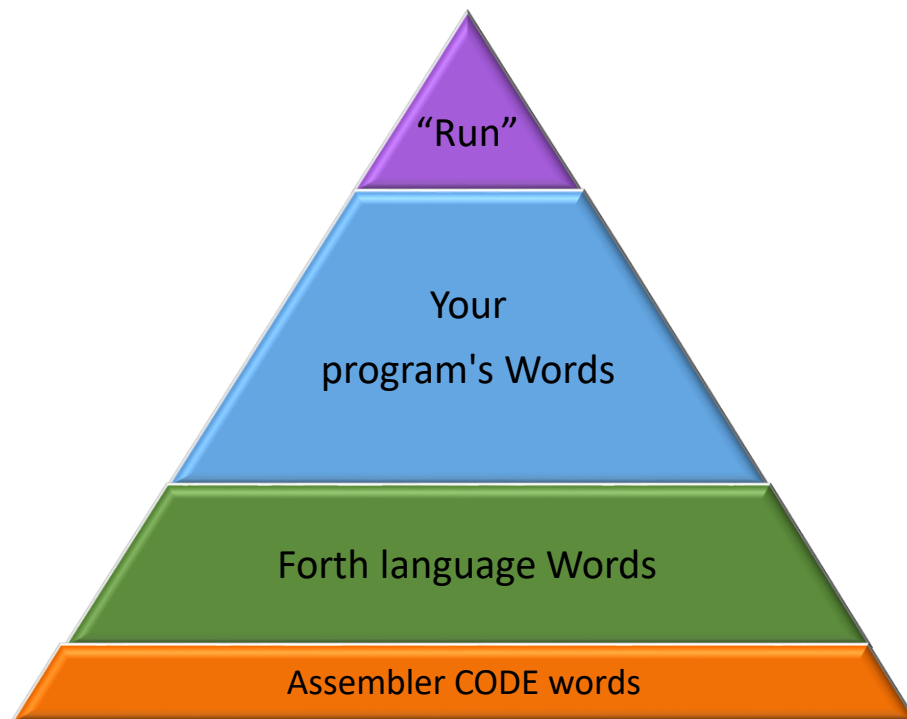 “Run”
Your
program's Words
Forth language Words
Assembler CODE words